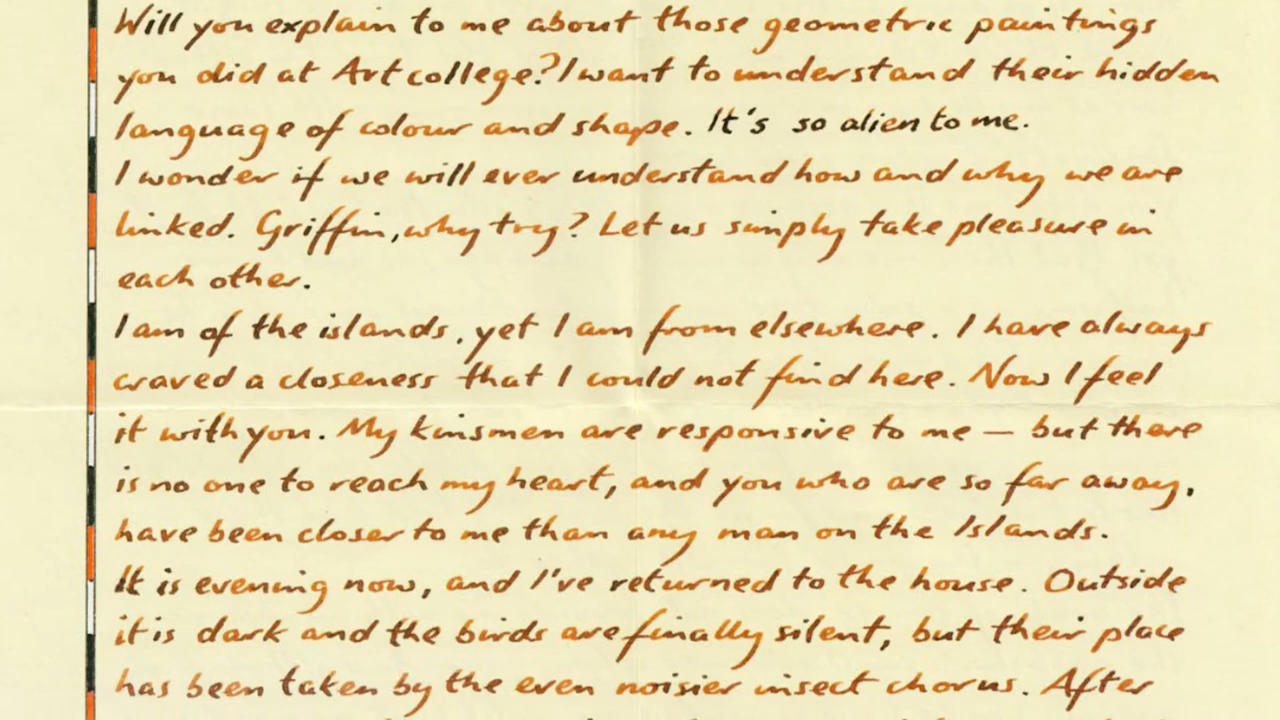 Will you explain to me about those geometric paintings
you did at Art college? I want to understand their hidden
language of colour and shape. It's so alien to me.
I wonder if we will ever understand how and why we are
linked. Griffin, why try? Let us simply take pleasure in
each other.
I am of the islands, yet I am from elsewhere. I have always
craved a closeness that I could not find here. Now I feel
it with you. My kinsmen are responsive to me — but there
is no one to reach my heart, and you who are so far away,
have been closer to me than any man on the Islands.
It is evening now, and I've returned to the house. Outside
it is dark and the birds are finally silent, but their place
has been taken by the even noisier insect chorus. After